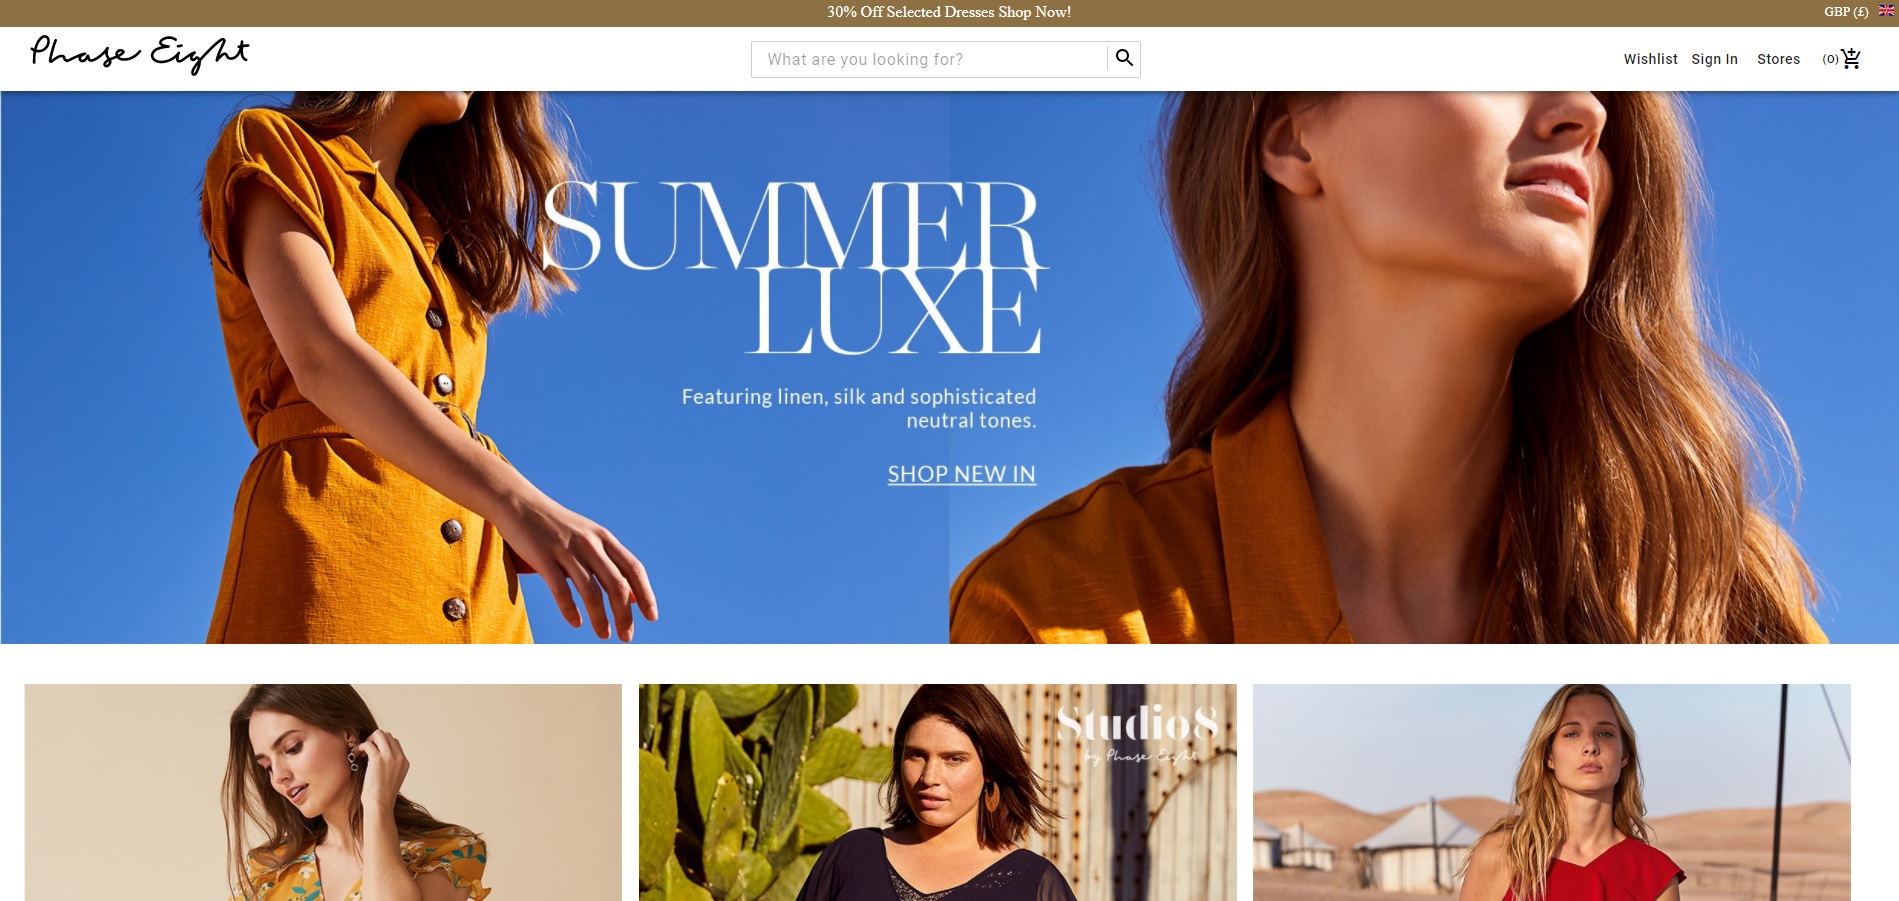 30% Off Selected Dresses Shop Now!
GBP (£)
Phase Eight
What are you looking for?
Wishlist Sign In Stores (0)
SUMMER
LUXE
Featuring linen, silk and sophisticated
neutral tones.
SHOP NEW IN
Studio8
by Phase Eight